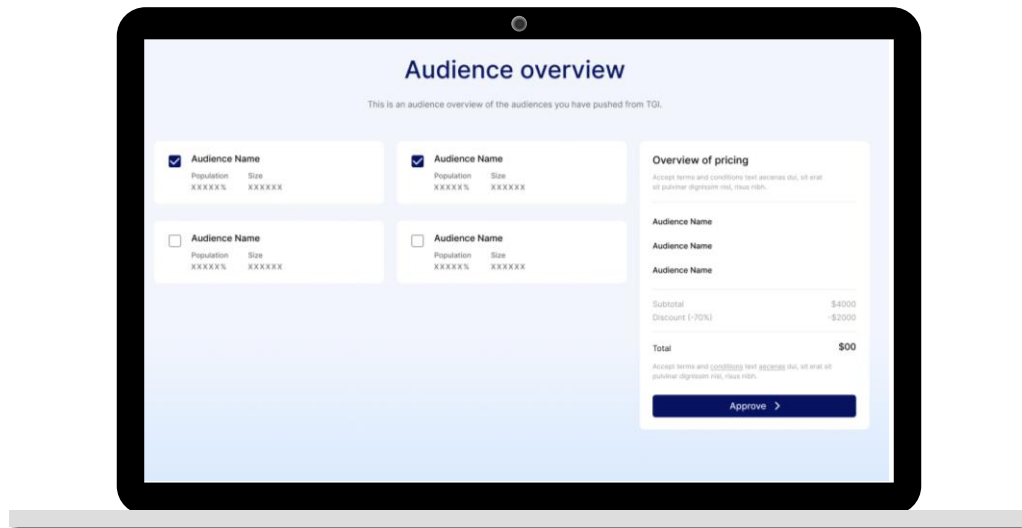 Audience overview
This is an audience overview of the audiences you have pushed from TGI.
Audience Name
Population Size
XXXXX% XXXXXX
Audience Name
Population Size
XXXXX% XXXXXX
Audience Name
Population Size
XXXXX% XXXXXX
Audience Name
Population Size
XXXXX% XXXXXX
Overview of pricing
Accept terms and conditions text aecenas dui, sit erat
sit pulvinar dignissim nisl, risus nibh.
Audience Name
Audience Name
Audience Name
Subtotal $4000
Discount (-70%) -$2000
Total $00
Accept terms and conditions text aecenas dui, sit erat sit
pulvinar dignissim nisl, risus nibh.
Approve